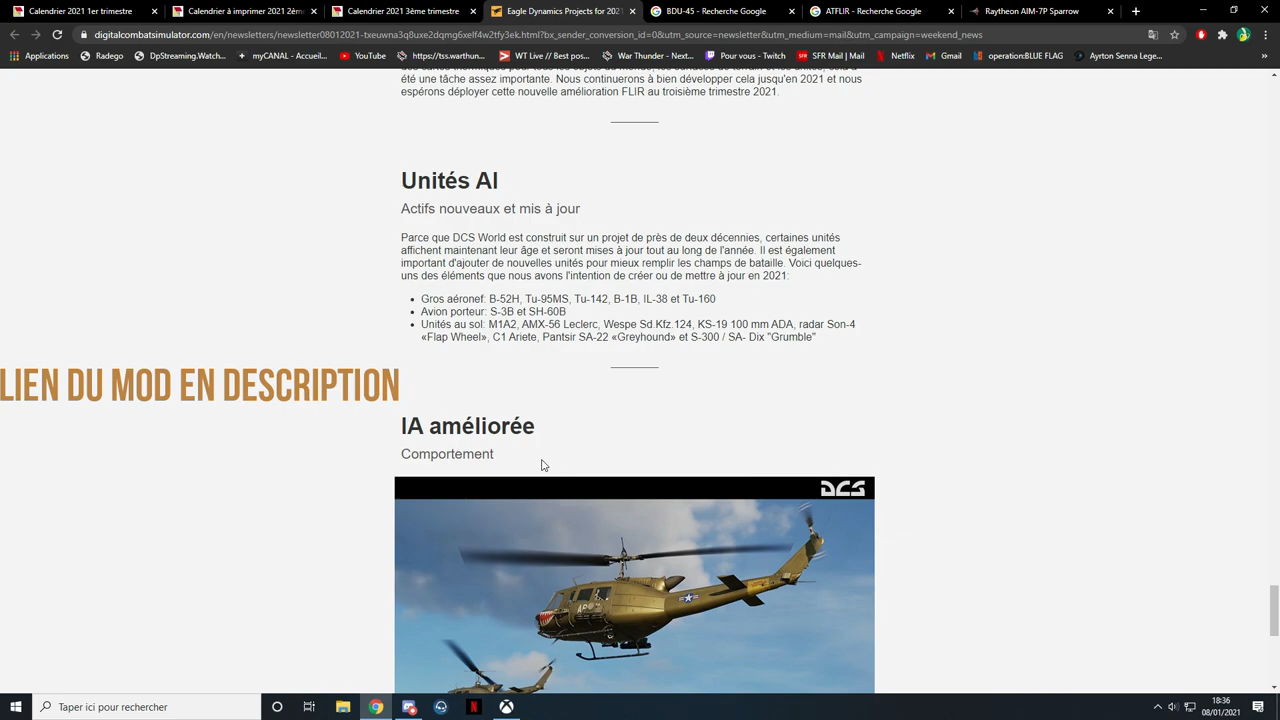 Calendrier 2021 1er trimestre
Calendrier à imprimer 2021 2ème
Calendrier 2021 3ème trimestre
Eagle Dynamics Projects for 2021
BDU-45 - Recherche Google
ATFLIR - Recherche Google
Raytheon AIM-7P Sparrow
digitalcombatsimulator.com/en/newsletters/newsletter08012021-txeuwna3q8uxe2dqmg6xelf4w2tfy3ek.html?bx_sender_conversion_id=0&utm_source=newsletter&utm_medium=mail&utm_campaign=weekend_news
Applications
Radego
DpStreaming.Watch...
myCANAL - Accueil...
YouTube
https://tss.warthun...
WT Live // Best pos...
War Thunder - Next...
Purpose - Twitch
SFR Mail | Mail
Netflix
Gmail
operation:BLUE FLAG
Ayrton Senna Lege...
été une tâche assez importante. Nous continuerons à bien développer cela jusqu'en 2021 et nous
espérons déployer cette nouvelle amélioration FLIR au troisième trimestre 2021.
Unités AI
Actifs nouveaux et mis à jour
Parce que DCS World est construit sur un projet de près de deux décennies, certaines unités
affichent maintenant leur âge et seront mises à jour tout au long de l'année. Il est également
important d'ajouter de nouvelles unités pour mieux remplir les champs de bataille. Voici quelques-
uns des éléments que nous avons l'intention de créer ou de mettre à jour en 2021:
Gros aéronef: B-52H, Tu-95MS, Tu-142, B-1B, IL-38 et Tu-160
Avion porteur: S-3B et SH-60B
Unités au sol: M1A2, AMX-56 Leclerc, Wespe Sd.Kfz.124, KS-19 100 mm ADA, radar Son-4
«Flap Wheel», C1 Ariete, Pantsir SA-22 «Greyhound» et S-300 / SA- Dix "Grumble"
LIEN DU MOD EN DESCRIPTION
IA améliorée
Comportement
DCS
Taper ici pour rechercher
18:36
08/01/2021